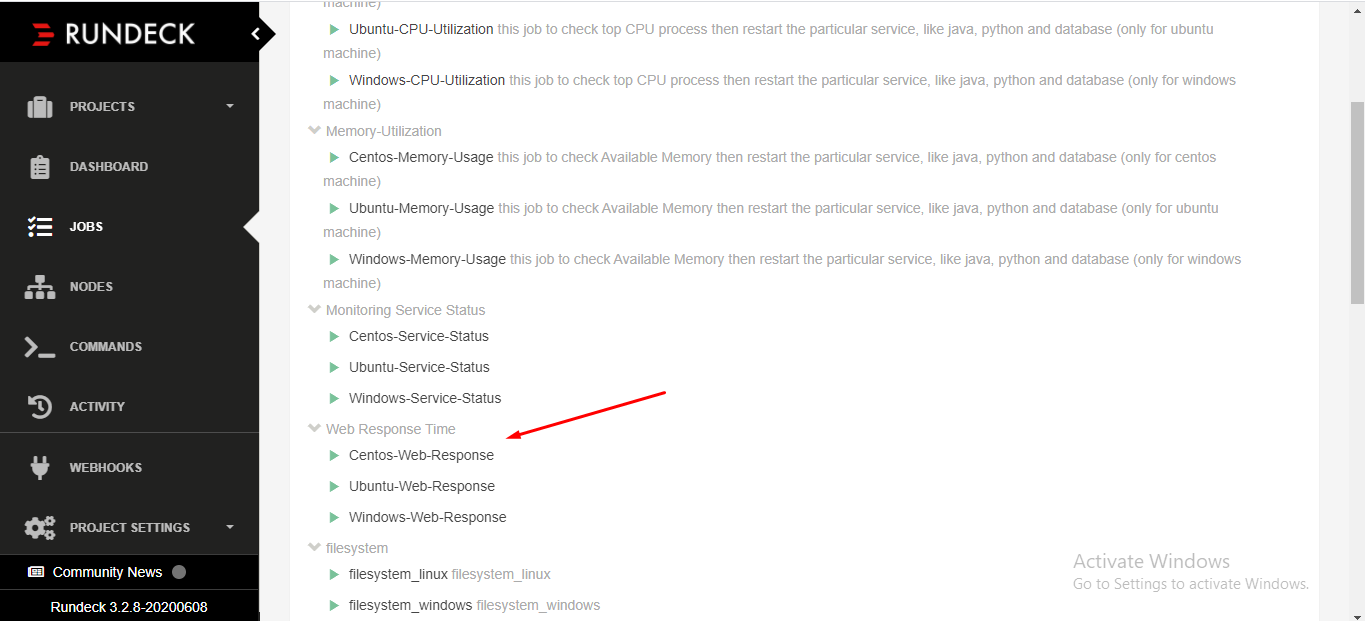 RUNDECK
PROJECTS
DASHBOARD
JOBS
NODES
COMMANDS
ACTIVITY
WEBHOOKS
PROJECT SETTINGS
Community News
Rundeck 3.2.8-20200608
machine)
Ubuntu-CPU-Utilization this job to check top CPU process then restart the particular service, like java, python and database (only for ubuntu
machine)
Windows-CPU-Utilization this job to check top CPU process then restart the particular service, like java, python and database (only for windows
machine)
Memory-Utilization
Centos-Memory-Usage this job to check Available Memory then restart the particular service, like java, python and database (only for centos
machine)
Ubuntu-Memory-Usage this job to check Available Memory then restart the particular service, like java, python and database (only for ubuntu
machine)
Windows-Memory-Usage this job to check Available Memory then restart the particular service, like java, python and database (only for windows
machine)
Monitoring Service Status
Centos-Service-Status
Ubuntu-Service-Status
Windows-Service-Status
Web Response Time
Centos-Web-Response
Ubuntu-Web-Response
Windows-Web-Response
filesystem
filesystem_linux filesystem_linux
filesystem_windows filesystem_windows
Activate Windows
Go to Settings to activate Windows.